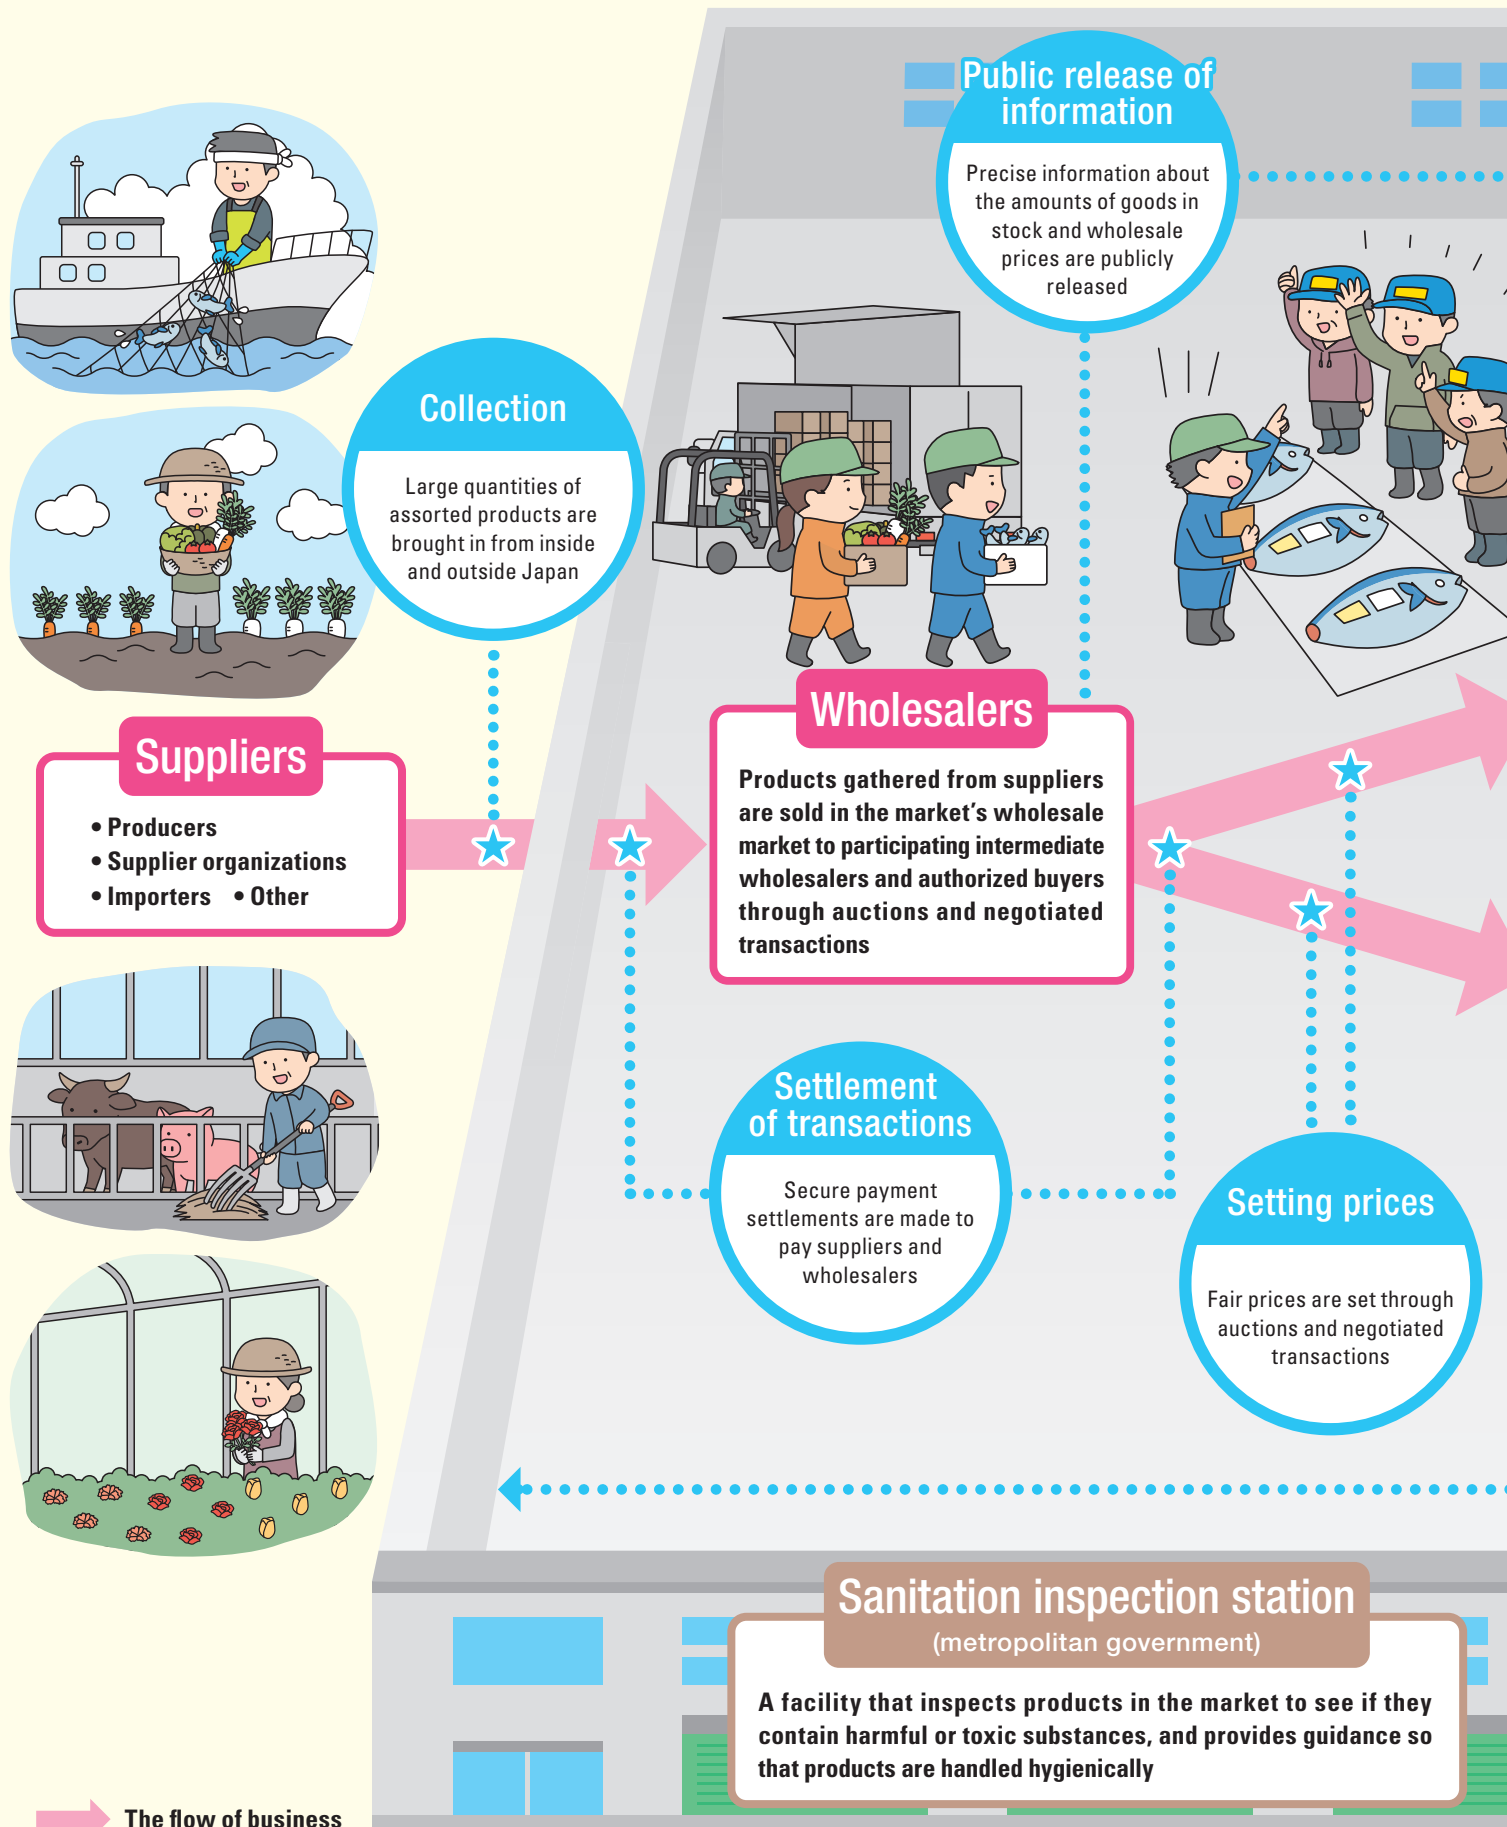 Public release of
information
Precise information about
the amounts of goods in
stock and wholesale
prices are publicly
released
Collection
Large quantities of
assorted products are
brought in from inside
and outside Japan
Suppliers
• Producers
• Supplier organizations
• Importers • Other
Wholesalers
Products gathered from suppliers
are sold in the market's wholesale
market to participating intermediate
wholesalers and authorized buyers
through auctions and negotiated
transactions
Settlement
of transactions
Secure payment
settlements are made to
pay suppliers and
wholesalers
Setting prices
Fair prices are set through
auctions and negotiated
transactions
Sanitation inspection station
(metropolitan government)
A facility that inspects products in the market to see if they
contain harmful or toxic substances, and provides guidance so
that products are handled hygienically
The flow of business